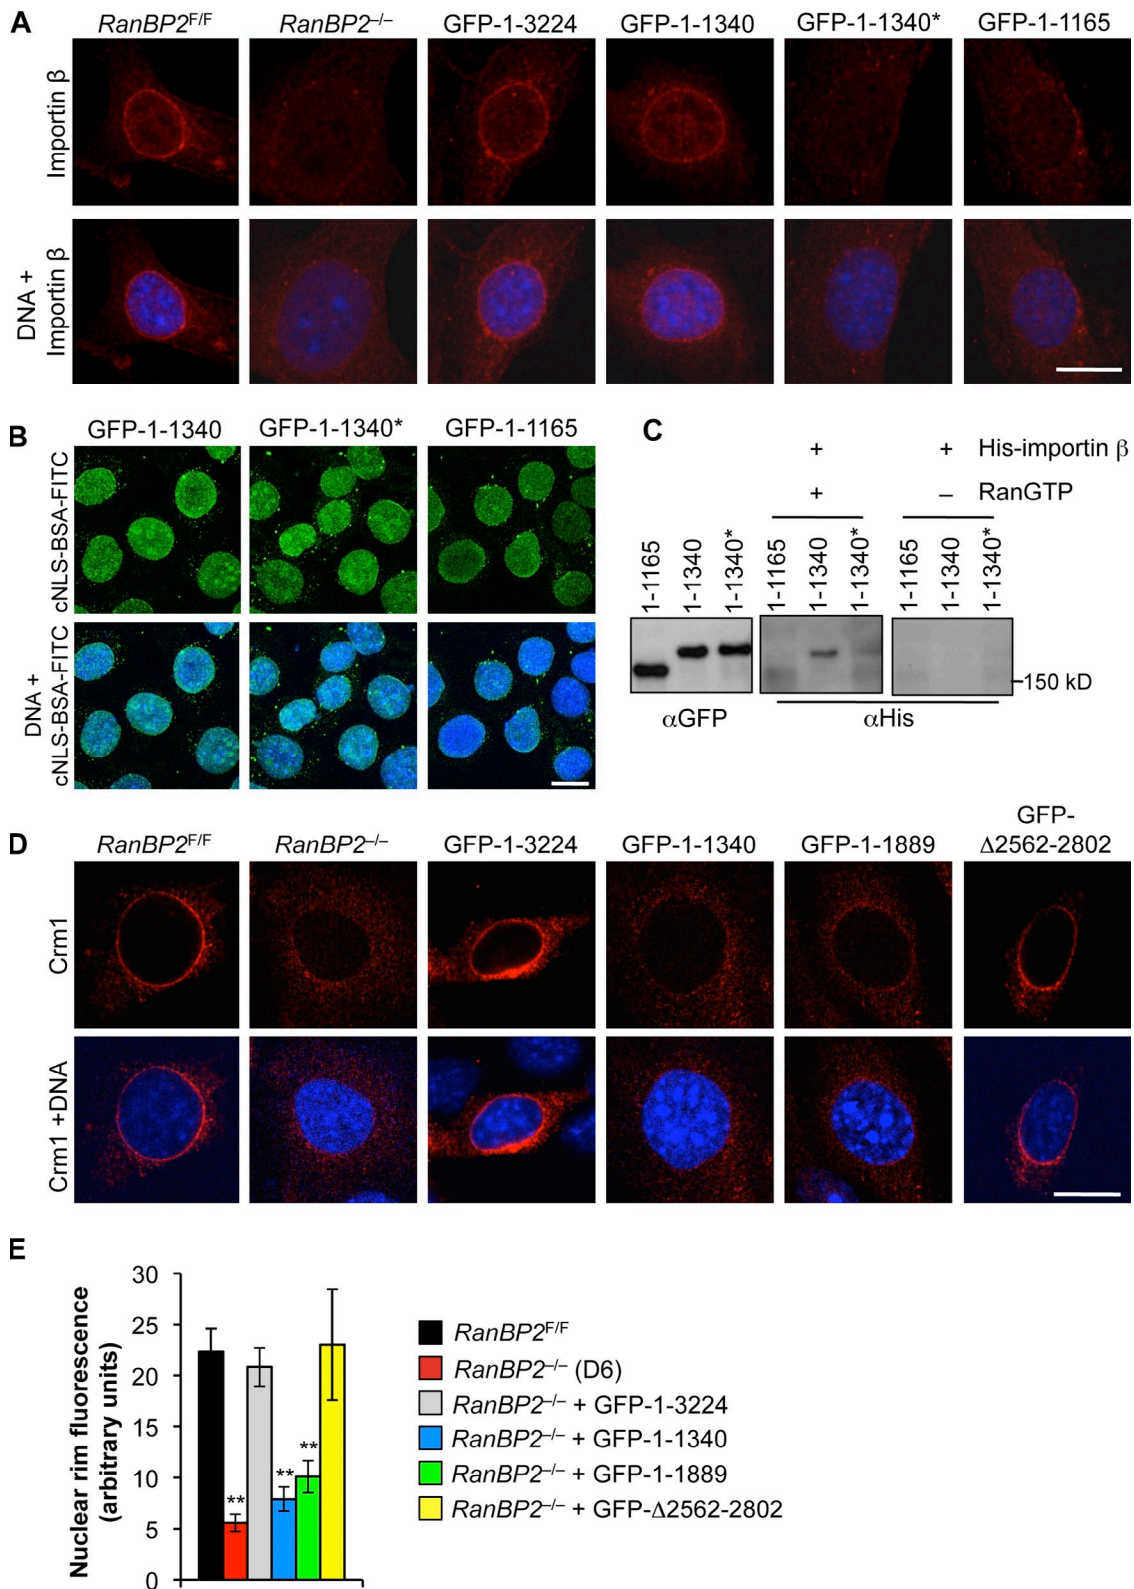 A
RanBP2F/F RanBP2–/– GFP-1-3224 GFP-1-1340 GFP-1-1340* GFP-1-1165
Importin β
DNA +
Importin β
B
GFP-1-1340 GFP-1-1340* GFP-1-1165
cNLS-BSA-FITC
DNA +
cNLS-BSA-FITC
C
+ + His-importin β
+ – RanGTP
1-1165 1-1340 1-1340* 1-1165 1-1340 1-1340* 1-1165 1-1340 1-1340*
150 kD
αGFP αHis
D
RanBP2F/F RanBP2–/– GFP-1-3224 GFP-1-1340 GFP-1-1889 GFP-
Δ2562-2802
Crm1
Crm1 +DNA
E
Nuclear rim fluorescence
(arbitrary units)
30
25
20
15
10
5
0
** ** **
RanBP2F/F
RanBP2–/– (D6)
RanBP2–/– + GFP-1-3224
RanBP2–/– + GFP-1-1340
RanBP2–/– + GFP-1-1889
RanBP2–/– + GFP-Δ2562-2802